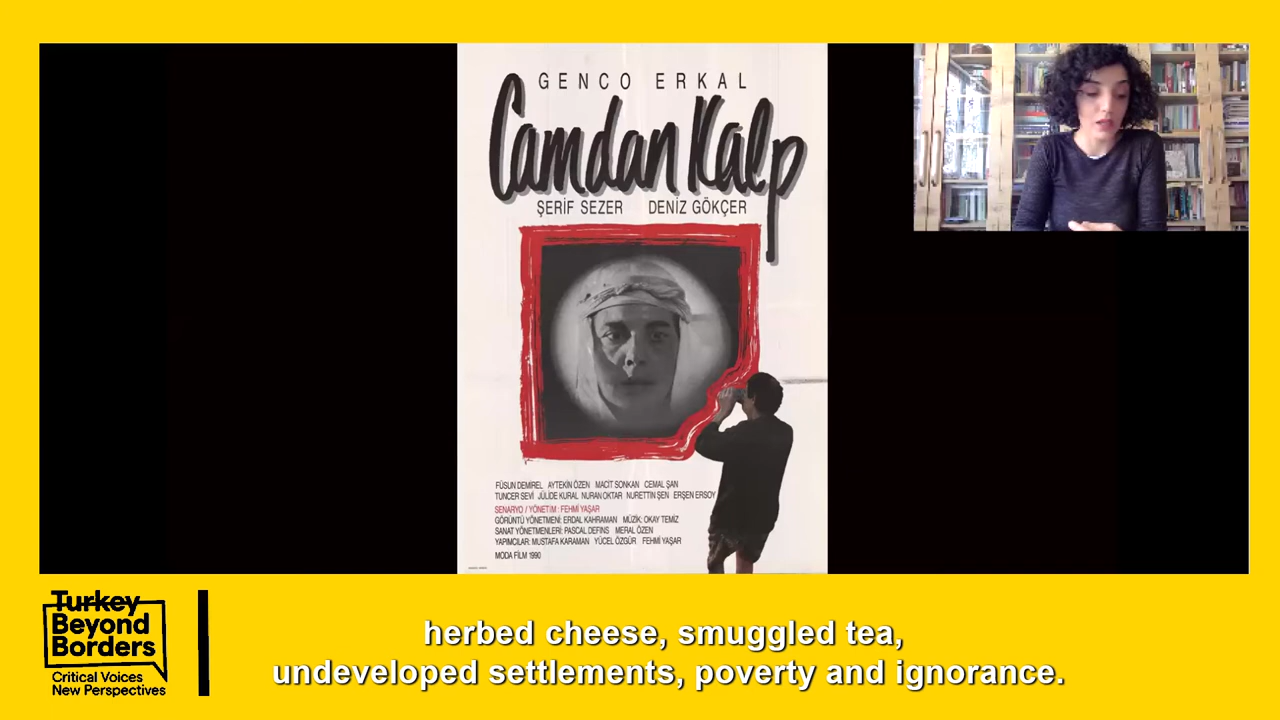 GENCO ERKAL
Camdan Kalp
ŞERİF SEZER DENİZ GÖKÇER
FÜSUN DEMİREL AYTEKİN ÖZEN MACİT SONKAN CEMAL ŞAN
TUNCER SEVİ JÜLİDE KURAL NURAN OKTAR NURETTİN ŞEN ERŞEN ERSOY
SENARYO / YÖNETİM : FEHMİ YAŞAR
GÖRÜNTÜ YÖNETMENİ: ERDAL KAHRAMAN MÜZİK: OKAY TEMİZ
SANAT YÖNETMENLERİ: PASCAL DEFINS MERAL ÖZEN
YAPIMCILAR: MUSTAFA KARAMAN YÜCEL ÖZGÜR FEHMİ YAŞAR
MODA FİLM 1990
Turkey
Beyond
Borders
Critical Voices
New Perspectives
herbed cheese, smuggled tea,
undeveloped settlements, poverty and ignorance.